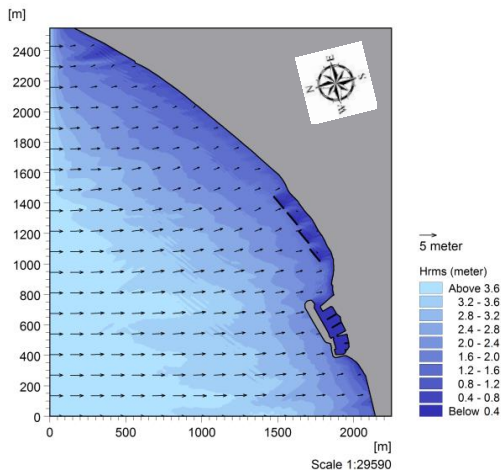 [m]
2400
2200
2000
1800
1600
1400
1200
1000
800
600
400
200
0
0
500
1000
1500
2000
[m]
Scale 1:29590
E
N
S
W
5 meter
Hrms (meter)
Above 3.6
3.2 - 3.6
2.8 - 3.2
2.4 - 2.8
2.0 - 2.4
1.6 - 2.0
1.2 - 1.6
0.8 - 1.2
0.4 - 0.8
Below 0.4